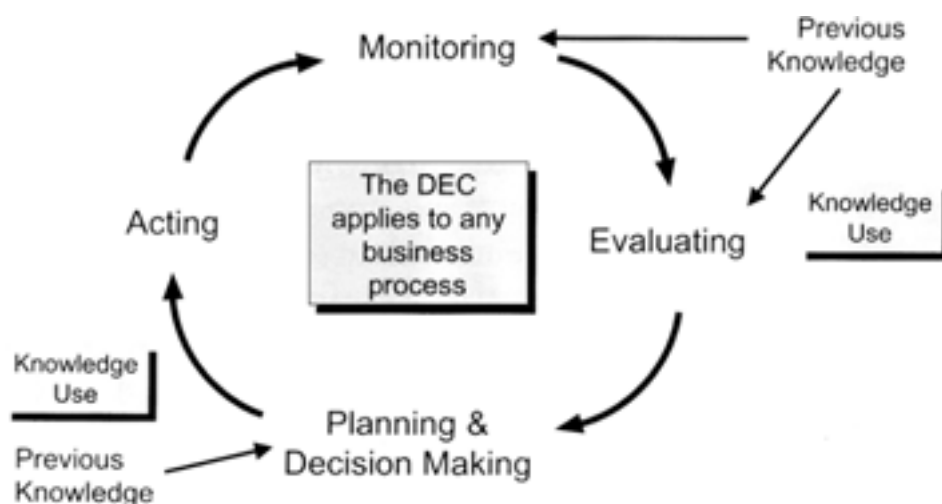 Monitoring
Previous
Knowledge
The DEC
applies to any
business
process
Acting
Evaluating
Knowledge
Use
Knowledge
Use
Planning &
Decision Making
Previous
Knowledge